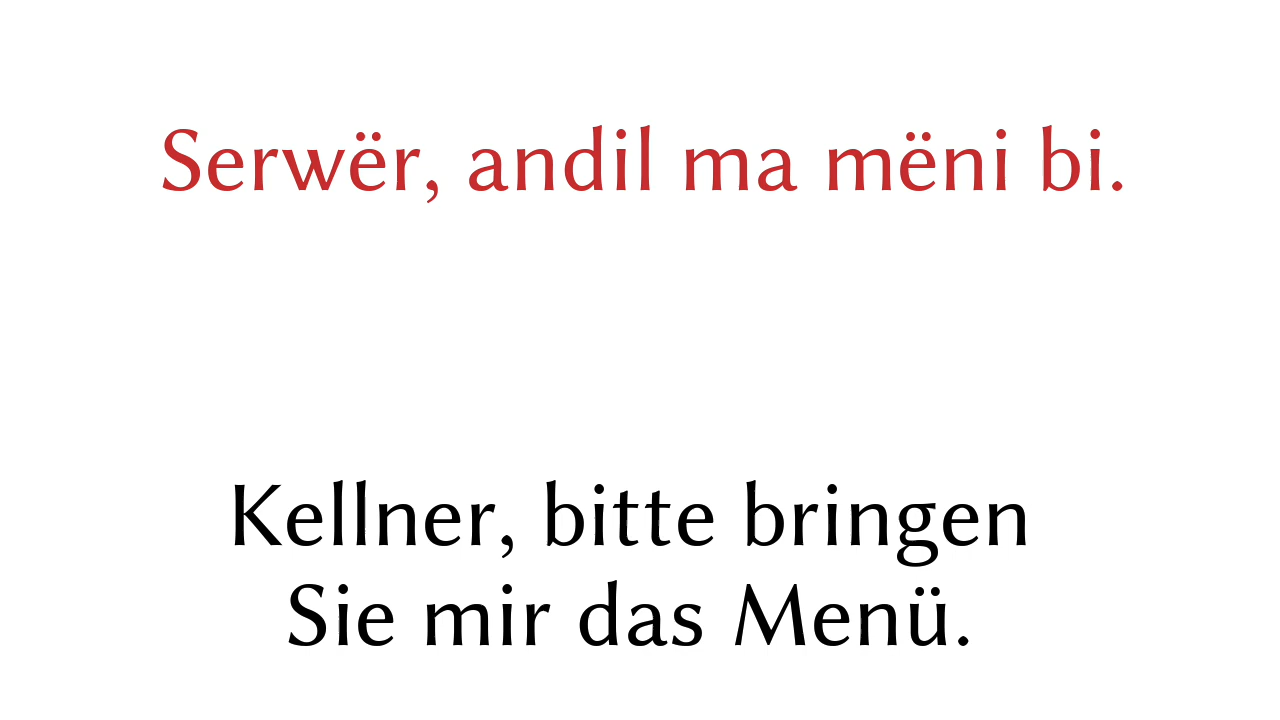 Serwër, andil ma mëni bi.
Kellner, bitte bringen
Sie mir das Menü.